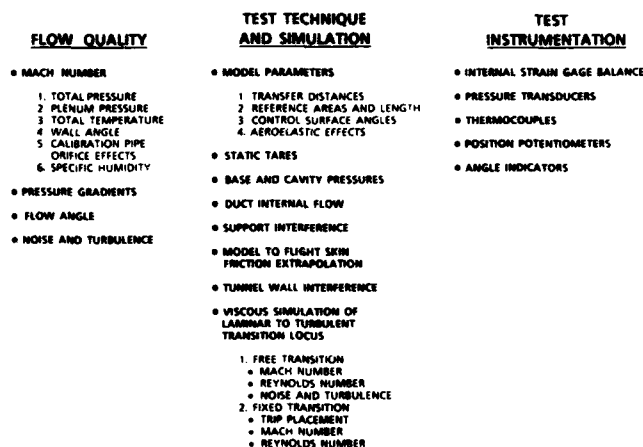 FLOW QUALITY
• MACH NUMBER
1. TOTAL PRESSURE
2 PLENUM PRESSURE
3 TOTAL TEMPERATURE
4 WALL ANGLE
5 CALIBRATION PIPE
ORIFICE EFFECTS
6. SPECIFIC HUMIDITY
• PRESSURE GRADIENTS
• FLOW ANGLE
• NOISE AND TURBULENCE
TEST TECHNIQUE
AND SIMULATION
• MODEL PARAMETERS
1 TRANSFER DISTANCES
2 REFERENCE AREAS AND LENGTH
3 CONTROL SURFACE ANGLES
4. AEROELASTIC EFFECTS
• STATIC TARES
• BASE AND CAVITY PRESSURES
• DUCT INTERNAL FLOW
• SUPPORT INTERFERENCE
• MODEL TO FLIGHT SKIN
FRICTION EXTRAPOLATION
• TUNNEL WALL INTERFERENCE
• VISCOUS SIMULATION OF
LAMINAR TO TURBULENT
TRANSITION LOCUS
1. FREE TRANSITION
• MACH NUMBER
• REYNOLDS NUMBER
• NOISE AND TURBULENCE
2. FIXED TRANSITION
• TRIP PLACEMENT
• MACH NUMBER
• REYNOLDS NUMBER
TEST
INSTRUMENTATION
• INTERNAL STRAIN GAGE BALANCE
• PRESSURE TRANSDUCERS
• THERMOCOUPLES
• POSITION POTENTIOMETERS
• ANGLE INDICATORS